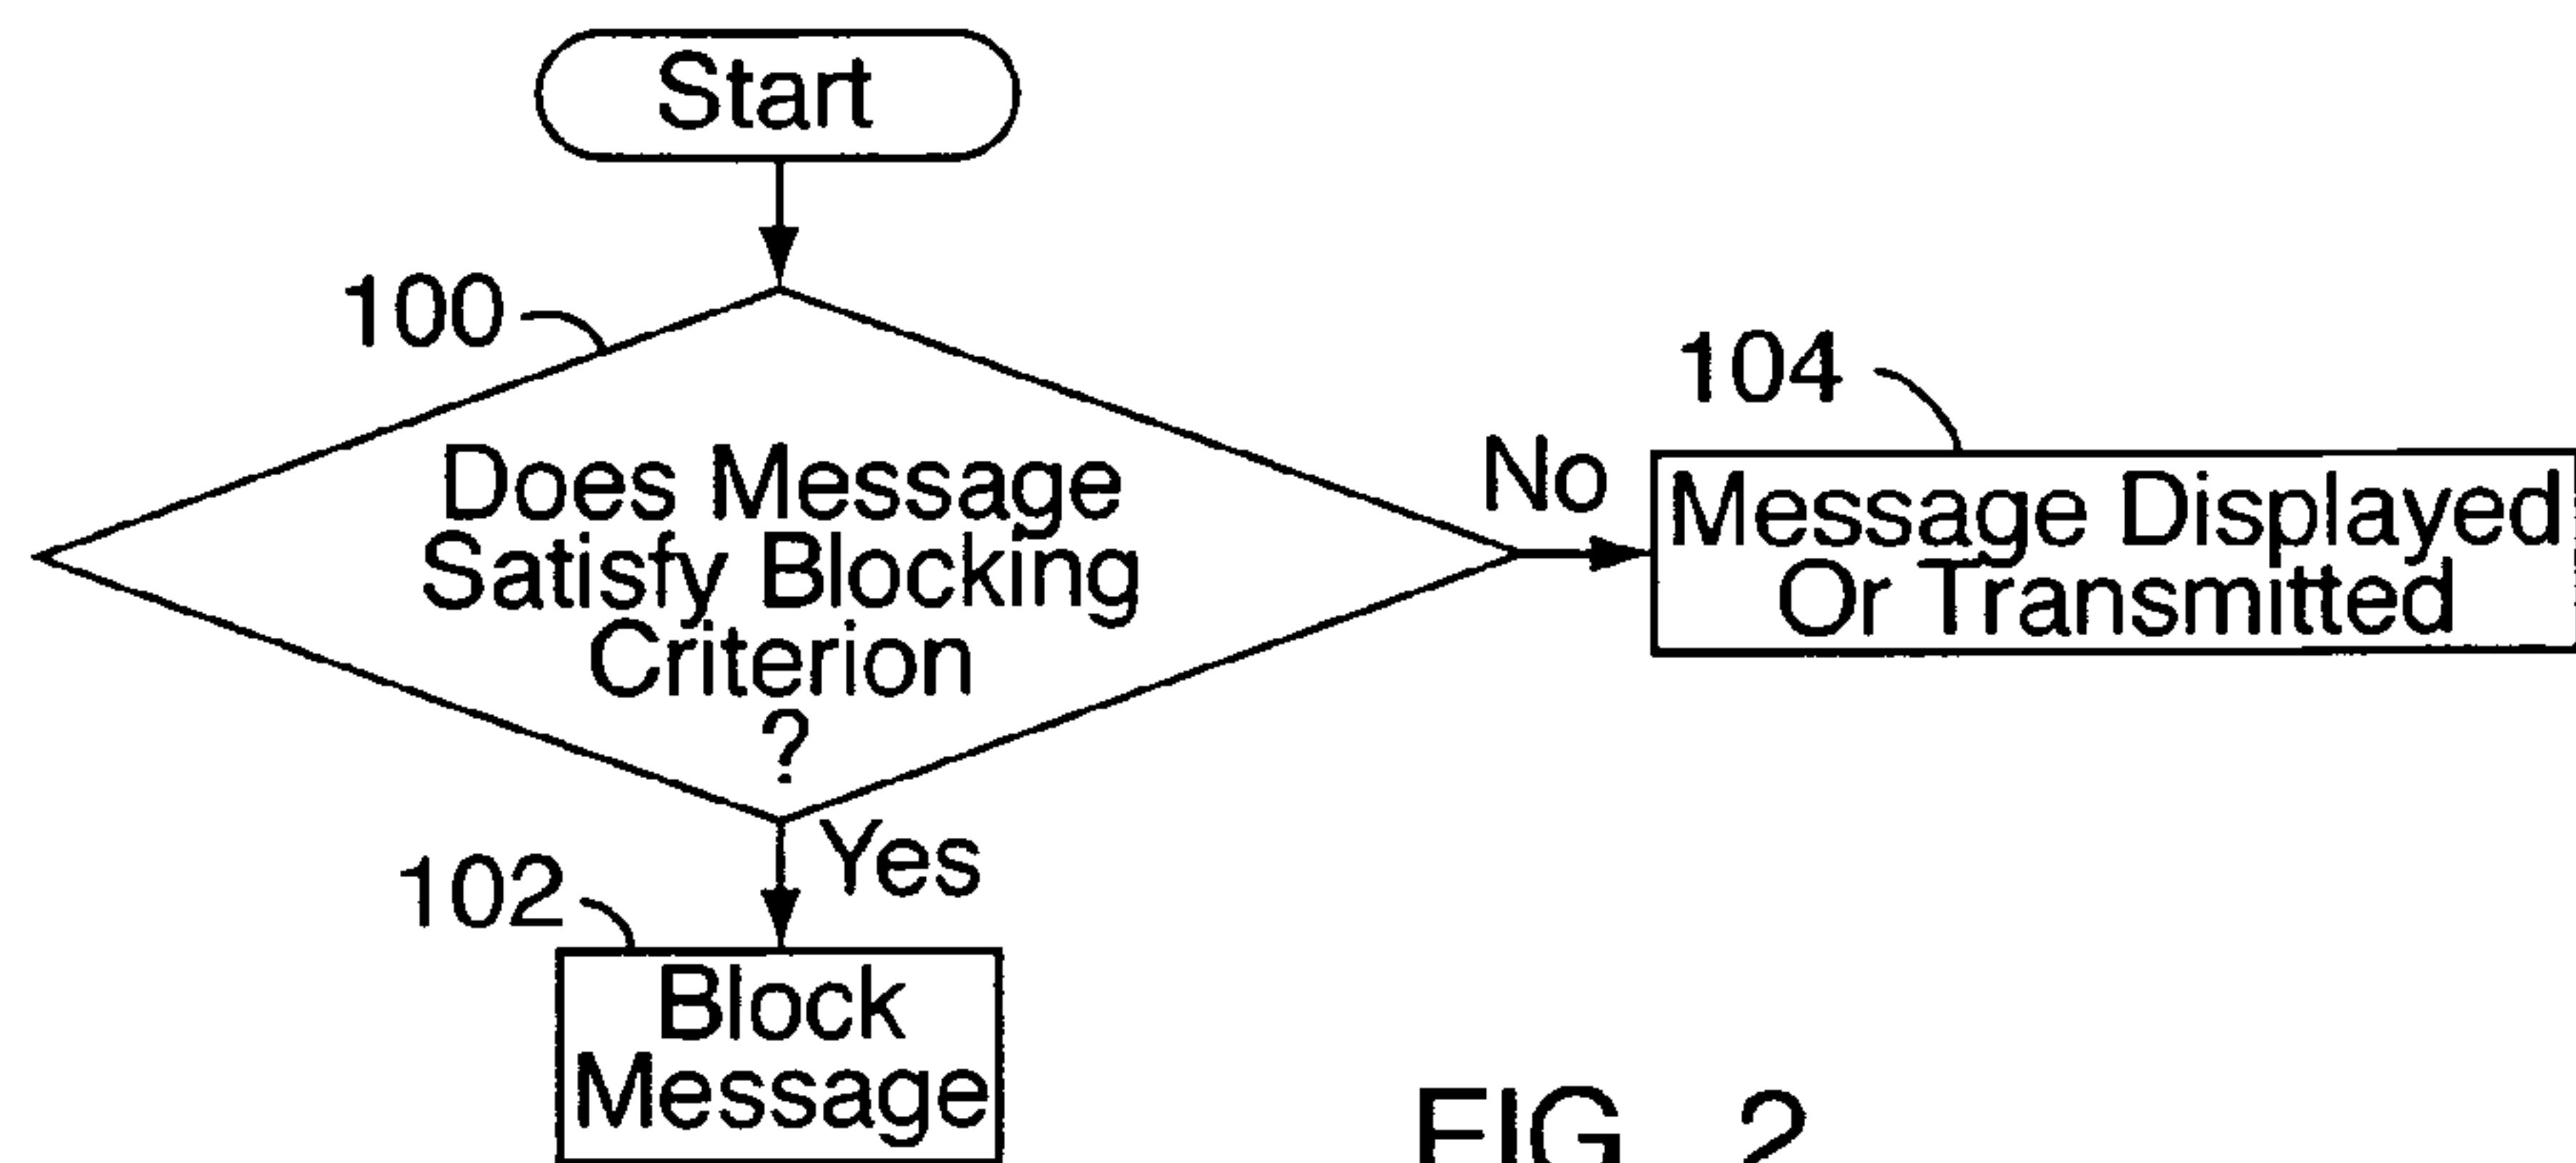 Start
100
Does Message
Satisfy Blocking
Criterion
?
No
104
Message Displayed
Or Transmitted
Yes
102
Block
Message
FIG. 2